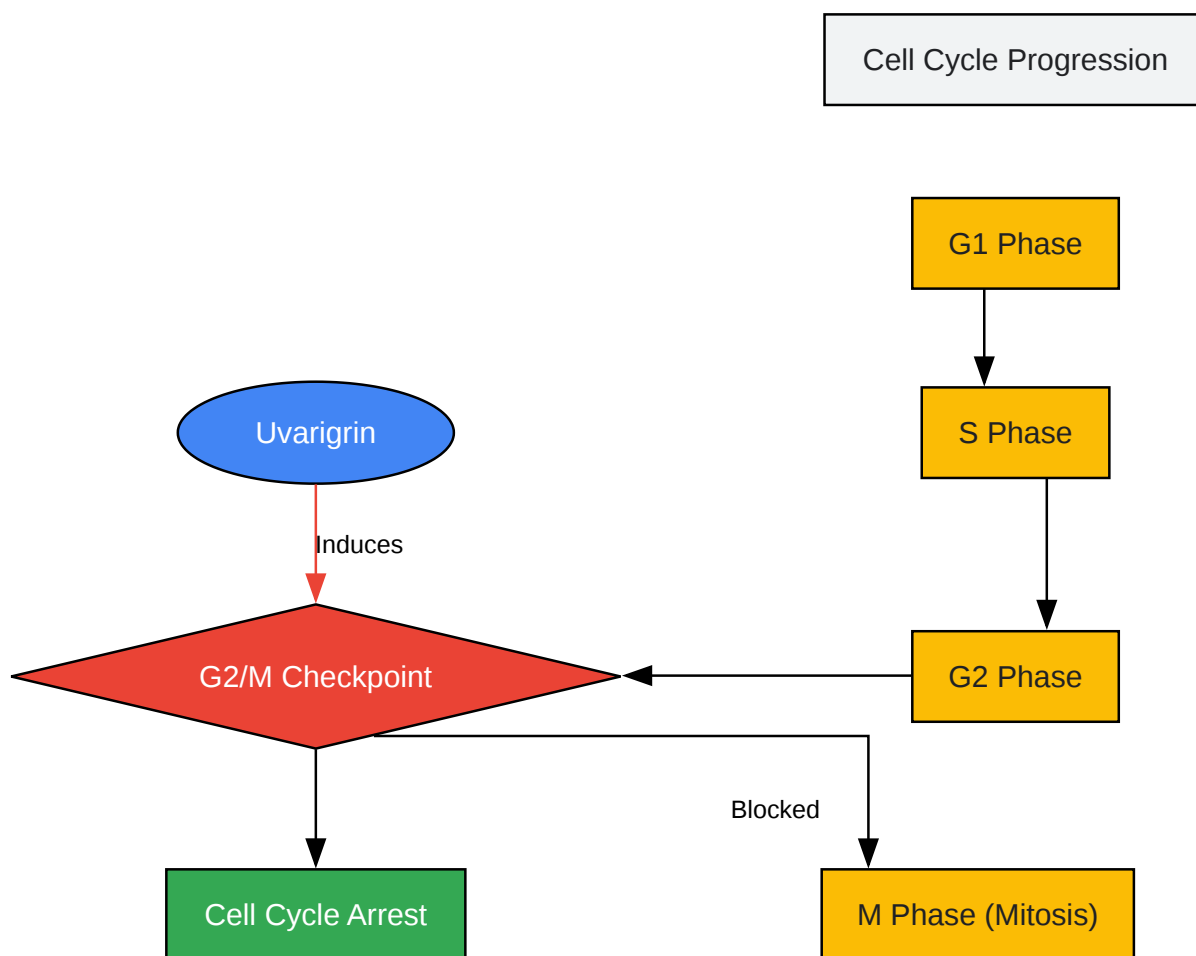 Cell Cycle Progression
G1 Phase
Uvarigrin
S Phase
Induces
G2/M Checkpoint
G2 Phase
Blocked
Cell Cycle Arrest
M Phase (Mitosis)